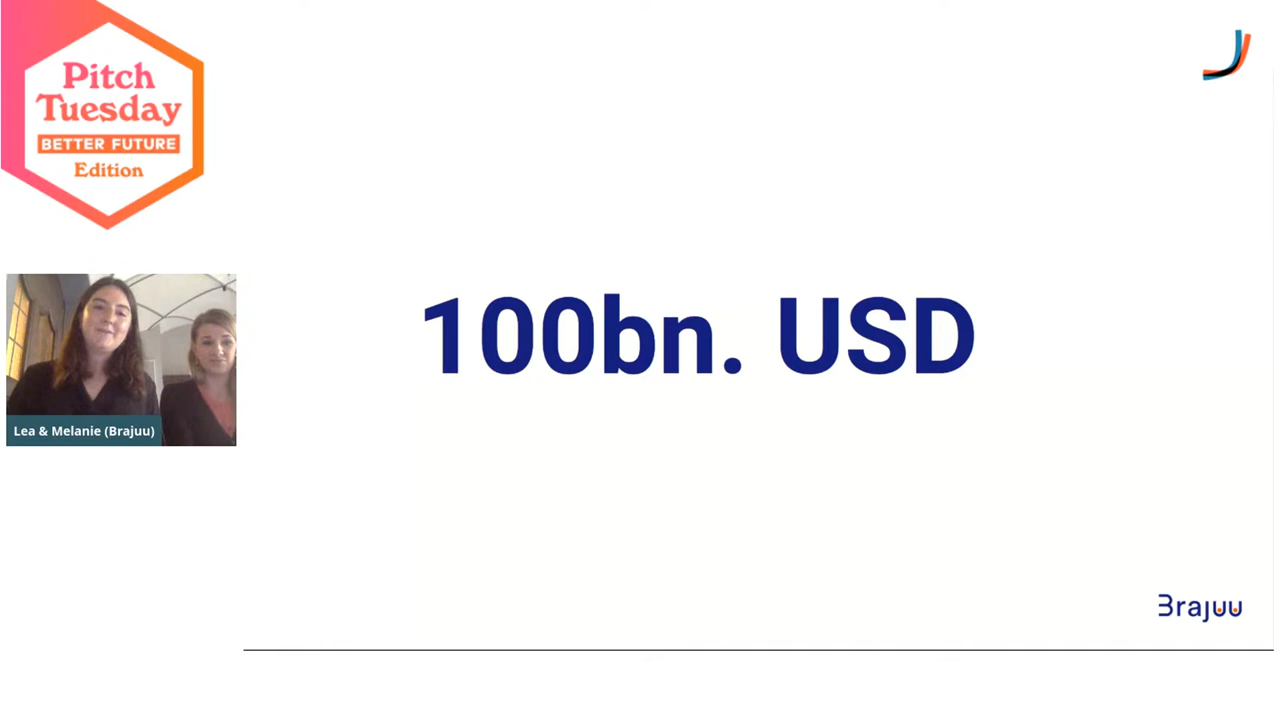 Pitch
Tuesday
BETTER FUTURE
Edition
100bn. USD
Lea & Melanie (Brajuu)
Brajuu